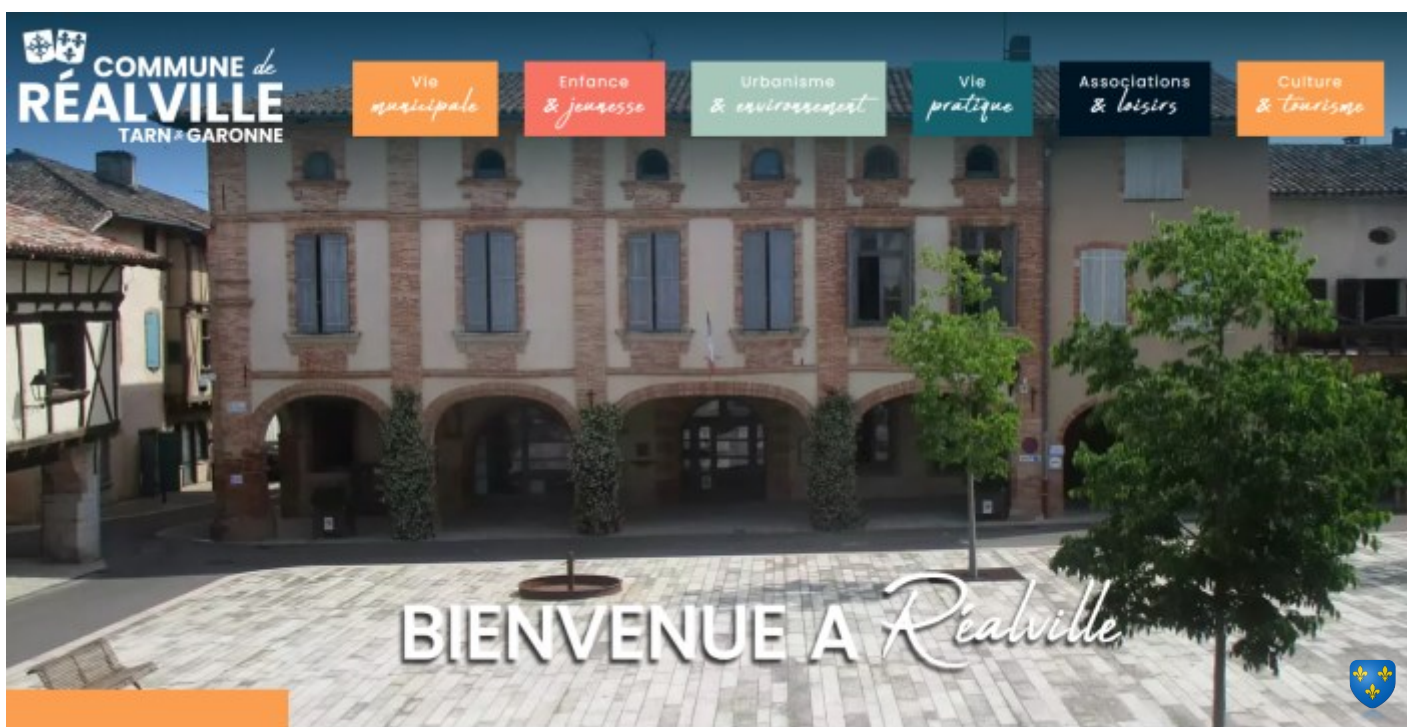 COMMUNE de
RÉALVILLE
TARN & GARONNE
Vie
municipale
Enfance
& jeunesse
Urbanisme
& environnement
Vie
pratique
Associations
& loisirs
Culture
& tourisme
BIENVENUE A Réalville